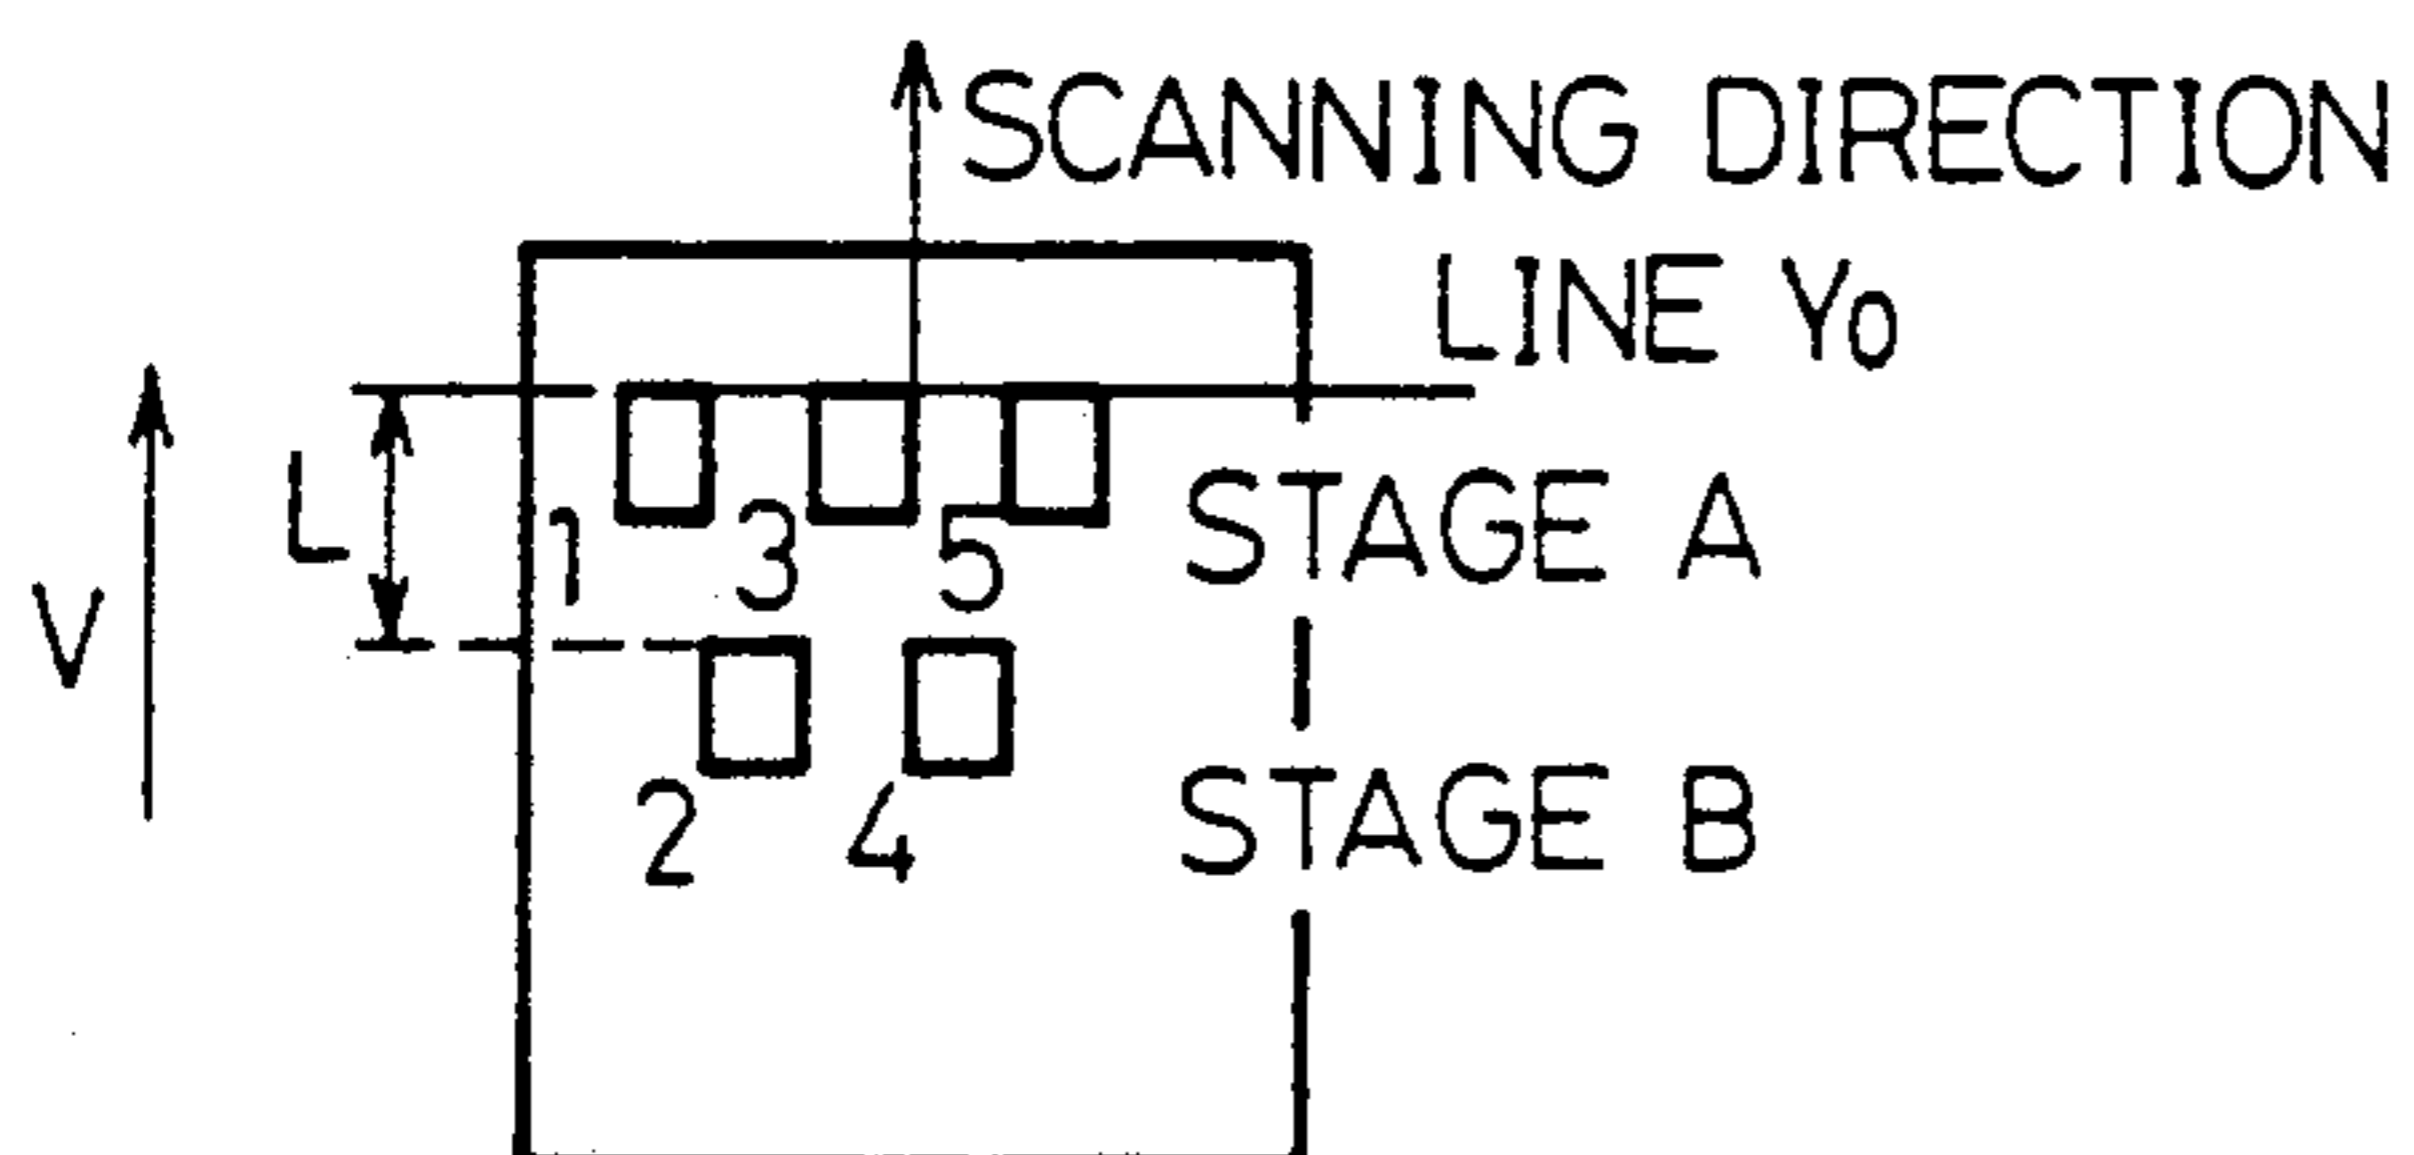 SCANNING DIRECTION
LINE Y0
L
1 3 5 STAGE A
V
2 4 STAGE B